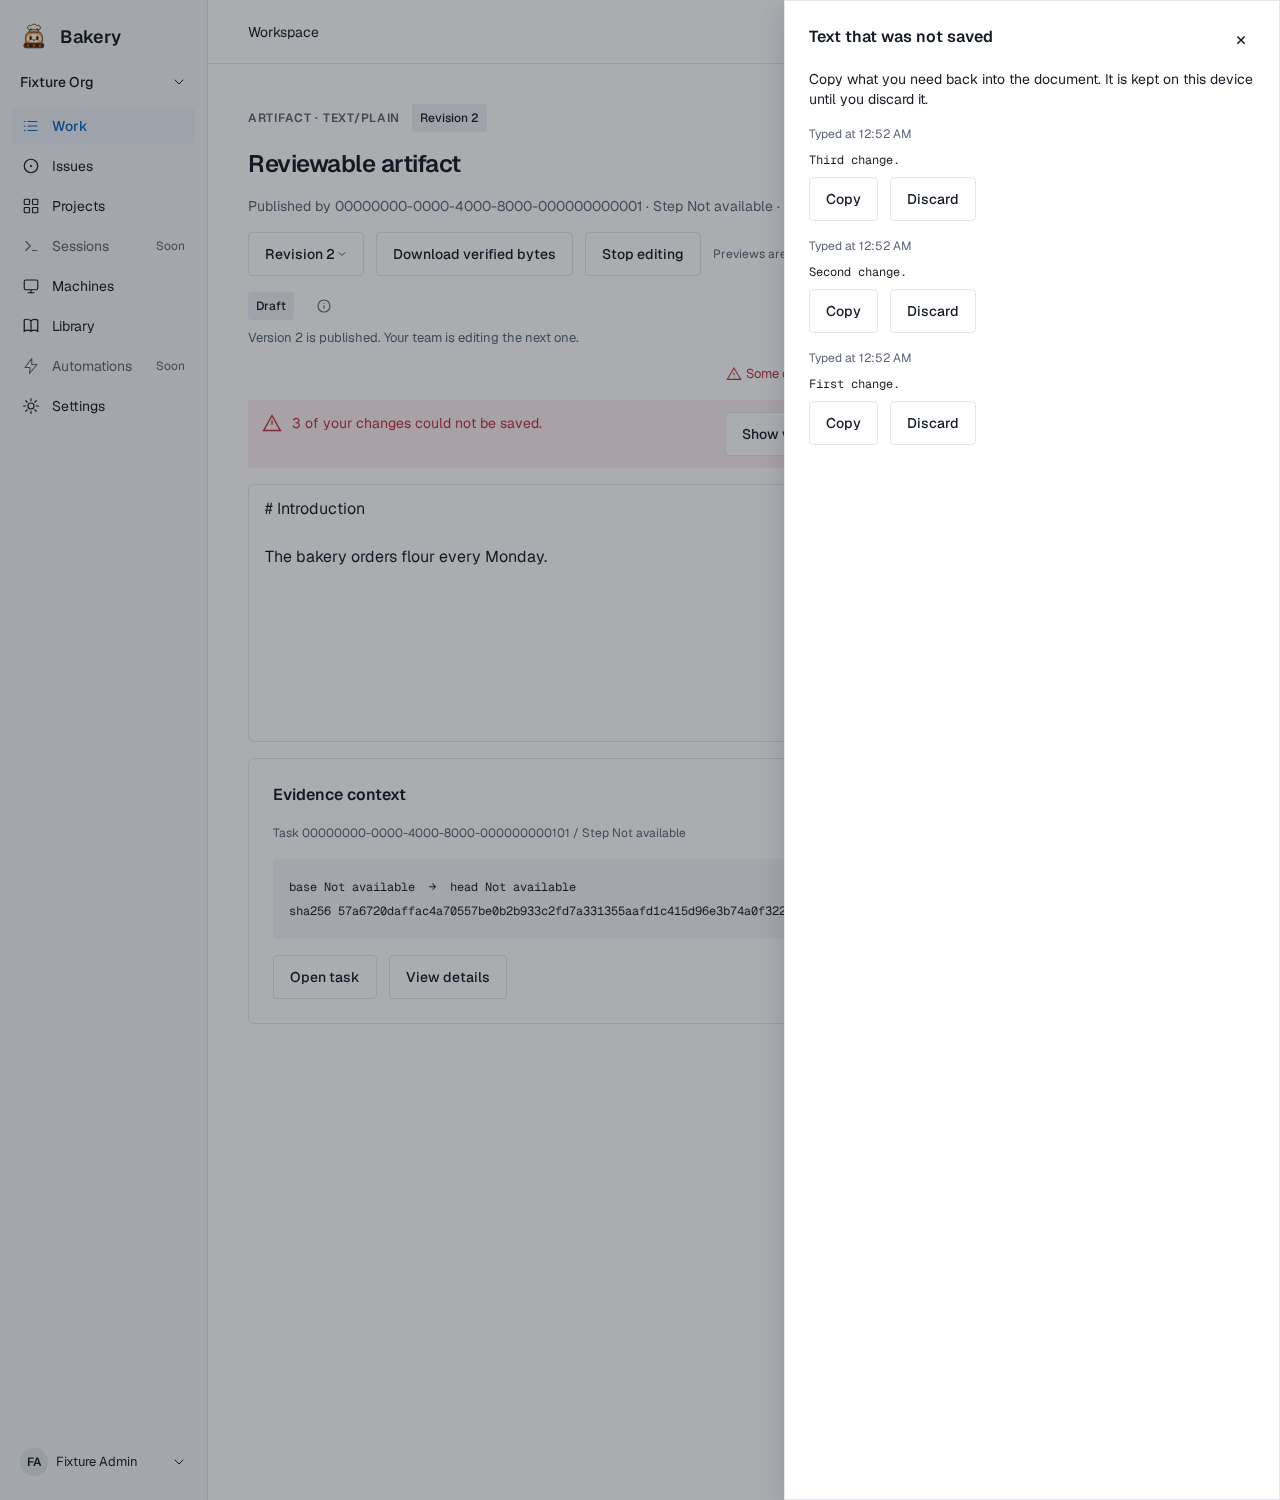 Bakery
Fixture Org
Work
Issues
Projects
Sessions Soon
Machines
Library
Automations Soon
Settings
FA Fixture Admin
Workspace
ARTIFACT · TEXT/PLAIN Revision 2
Reviewable artifact
Published by 00000000-0000-4000-8000-000000000001 · Step Not available ·
Revision 2 Download verified bytes Stop editing Previews are
Draft
Version 2 is published. Your team is editing the next one.
Some
3 of your changes could not be saved.
Show
# Introduction
The bakery orders flour every Monday.
Evidence context
Task 00000000-0000-4000-8000-000000000101 / Step Not available
base Not available → head Not available
sha256 57a6720daffac4a70557be0b2b933c2fd7a331355aafd1c415d96e3b74a0f322
Open task View details
Text that was not saved
Copy what you need back into the document. It is kept on this device
until you discard it.
Typed at 12:52 AM
Third change.
Copy Discard
Typed at 12:52 AM
Second change.
Copy Discard
Typed at 12:52 AM
First change.
Copy Discard